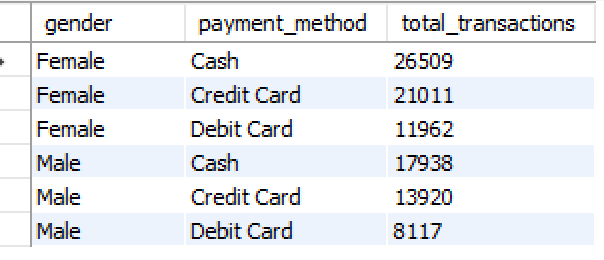 gender payment_method total_transactions
Female Cash 26509
Female Credit Card 21011
Female Debit Card 11962
Male Cash 17938
Male Credit Card 13920
Male Debit Card 8117